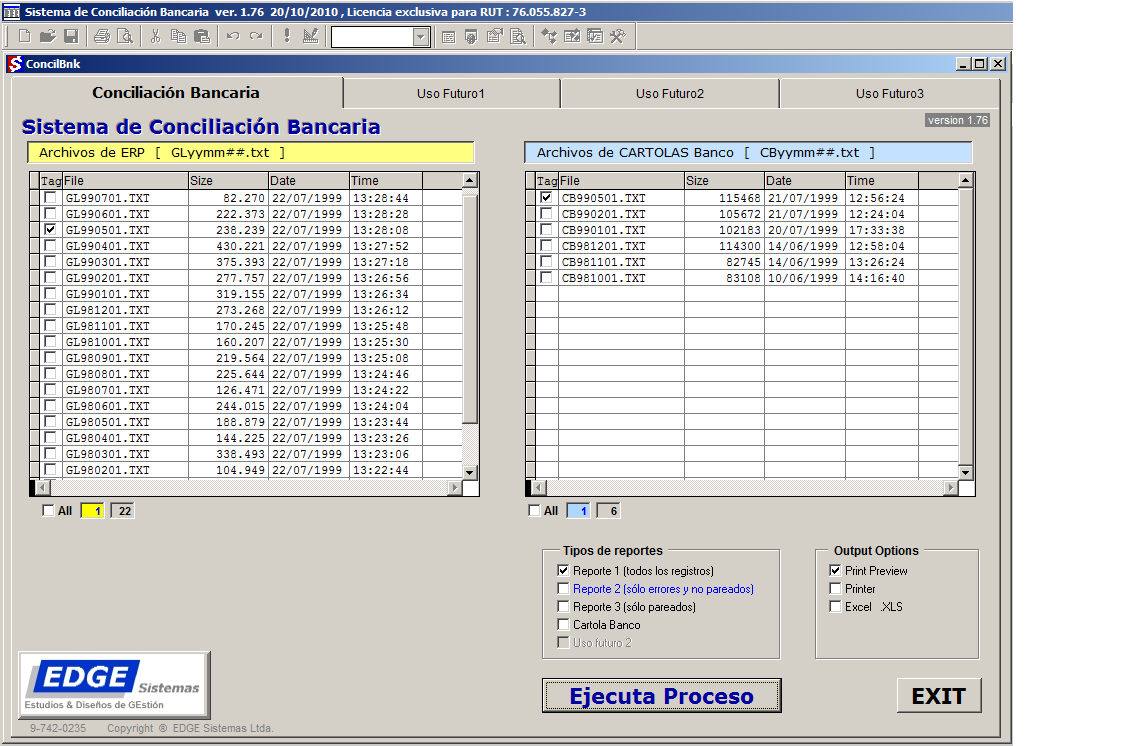 Sistema de Conciliación Bancaria ver. 1.76 20/10/2010 , Licencia exclusiva para RUT : 76.055.827-3
ConcilBnk
Conciliación Bancaria
Uso Futuro1
Uso Futuro2
Uso Futuro3
Sistema de Conciliación Bancaria
version 1.76
Archivos de ERP [ GLyymm##.txt ]
Tag File Size Date Time
GL990701.TXT 82.270 22/07/1999 13:28:44
GL990601.TXT 222.373 22/07/1999 13:28:28
GL990501.TXT 238.239 22/07/1999 13:28:08
GL990401.TXT 430.221 22/07/1999 13:27:52
GL990301.TXT 375.393 22/07/1999 13:27:18
GL990201.TXT 277.757 22/07/1999 13:26:56
GL990101.TXT 319.155 22/07/1999 13:26:34
GL981201.TXT 273.268 22/07/1999 13:26:12
GL981101.TXT 170.245 22/07/1999 13:25:48
GL981001.TXT 160.207 22/07/1999 13:25:30
GL980901.TXT 219.564 22/07/1999 13:25:08
GL980801.TXT 225.644 22/07/1999 13:24:46
GL980701.TXT 126.471 22/07/1999 13:24:22
GL980601.TXT 244.015 22/07/1999 13:24:04
GL980501.TXT 188.879 22/07/1999 13:23:44
GL980401.TXT 144.225 22/07/1999 13:23:26
GL980301.TXT 338.493 22/07/1999 13:23:06
GL980201.TXT 104.949 22/07/1999 13:22:44
All 1 22
Archivos de CARTOLAS Banco [ CByymm##.txt ]
Tag File Size Date Time
CB990501.TXT 115468 21/07/1999 12:56:24
CB990201.TXT 105672 21/07/1999 12:24:04
CB990101.TXT 102183 20/07/1999 17:33:38
CB981201.TXT 114300 14/06/1999 12:58:04
CB981101.TXT 82745 14/06/1999 13:26:24
CB981001.TXT 83108 10/06/1999 14:16:40
All 1 6
Tipos de reportes
Reporte 1 (todos los registros)
Reporte 2 (sólo errores y no pareados)
Reporte 3 (sólo pareados)
Cartola Banco
Uso futuro 2
Output Options
Print Preview
Printer
Excel .XLS
Ejecuta Proceso
EXIT
EDGE Sistemas
Estudios & Diseños de GEstión
9-742-0235 Copyright ® EDGE Sistemas Ltda.